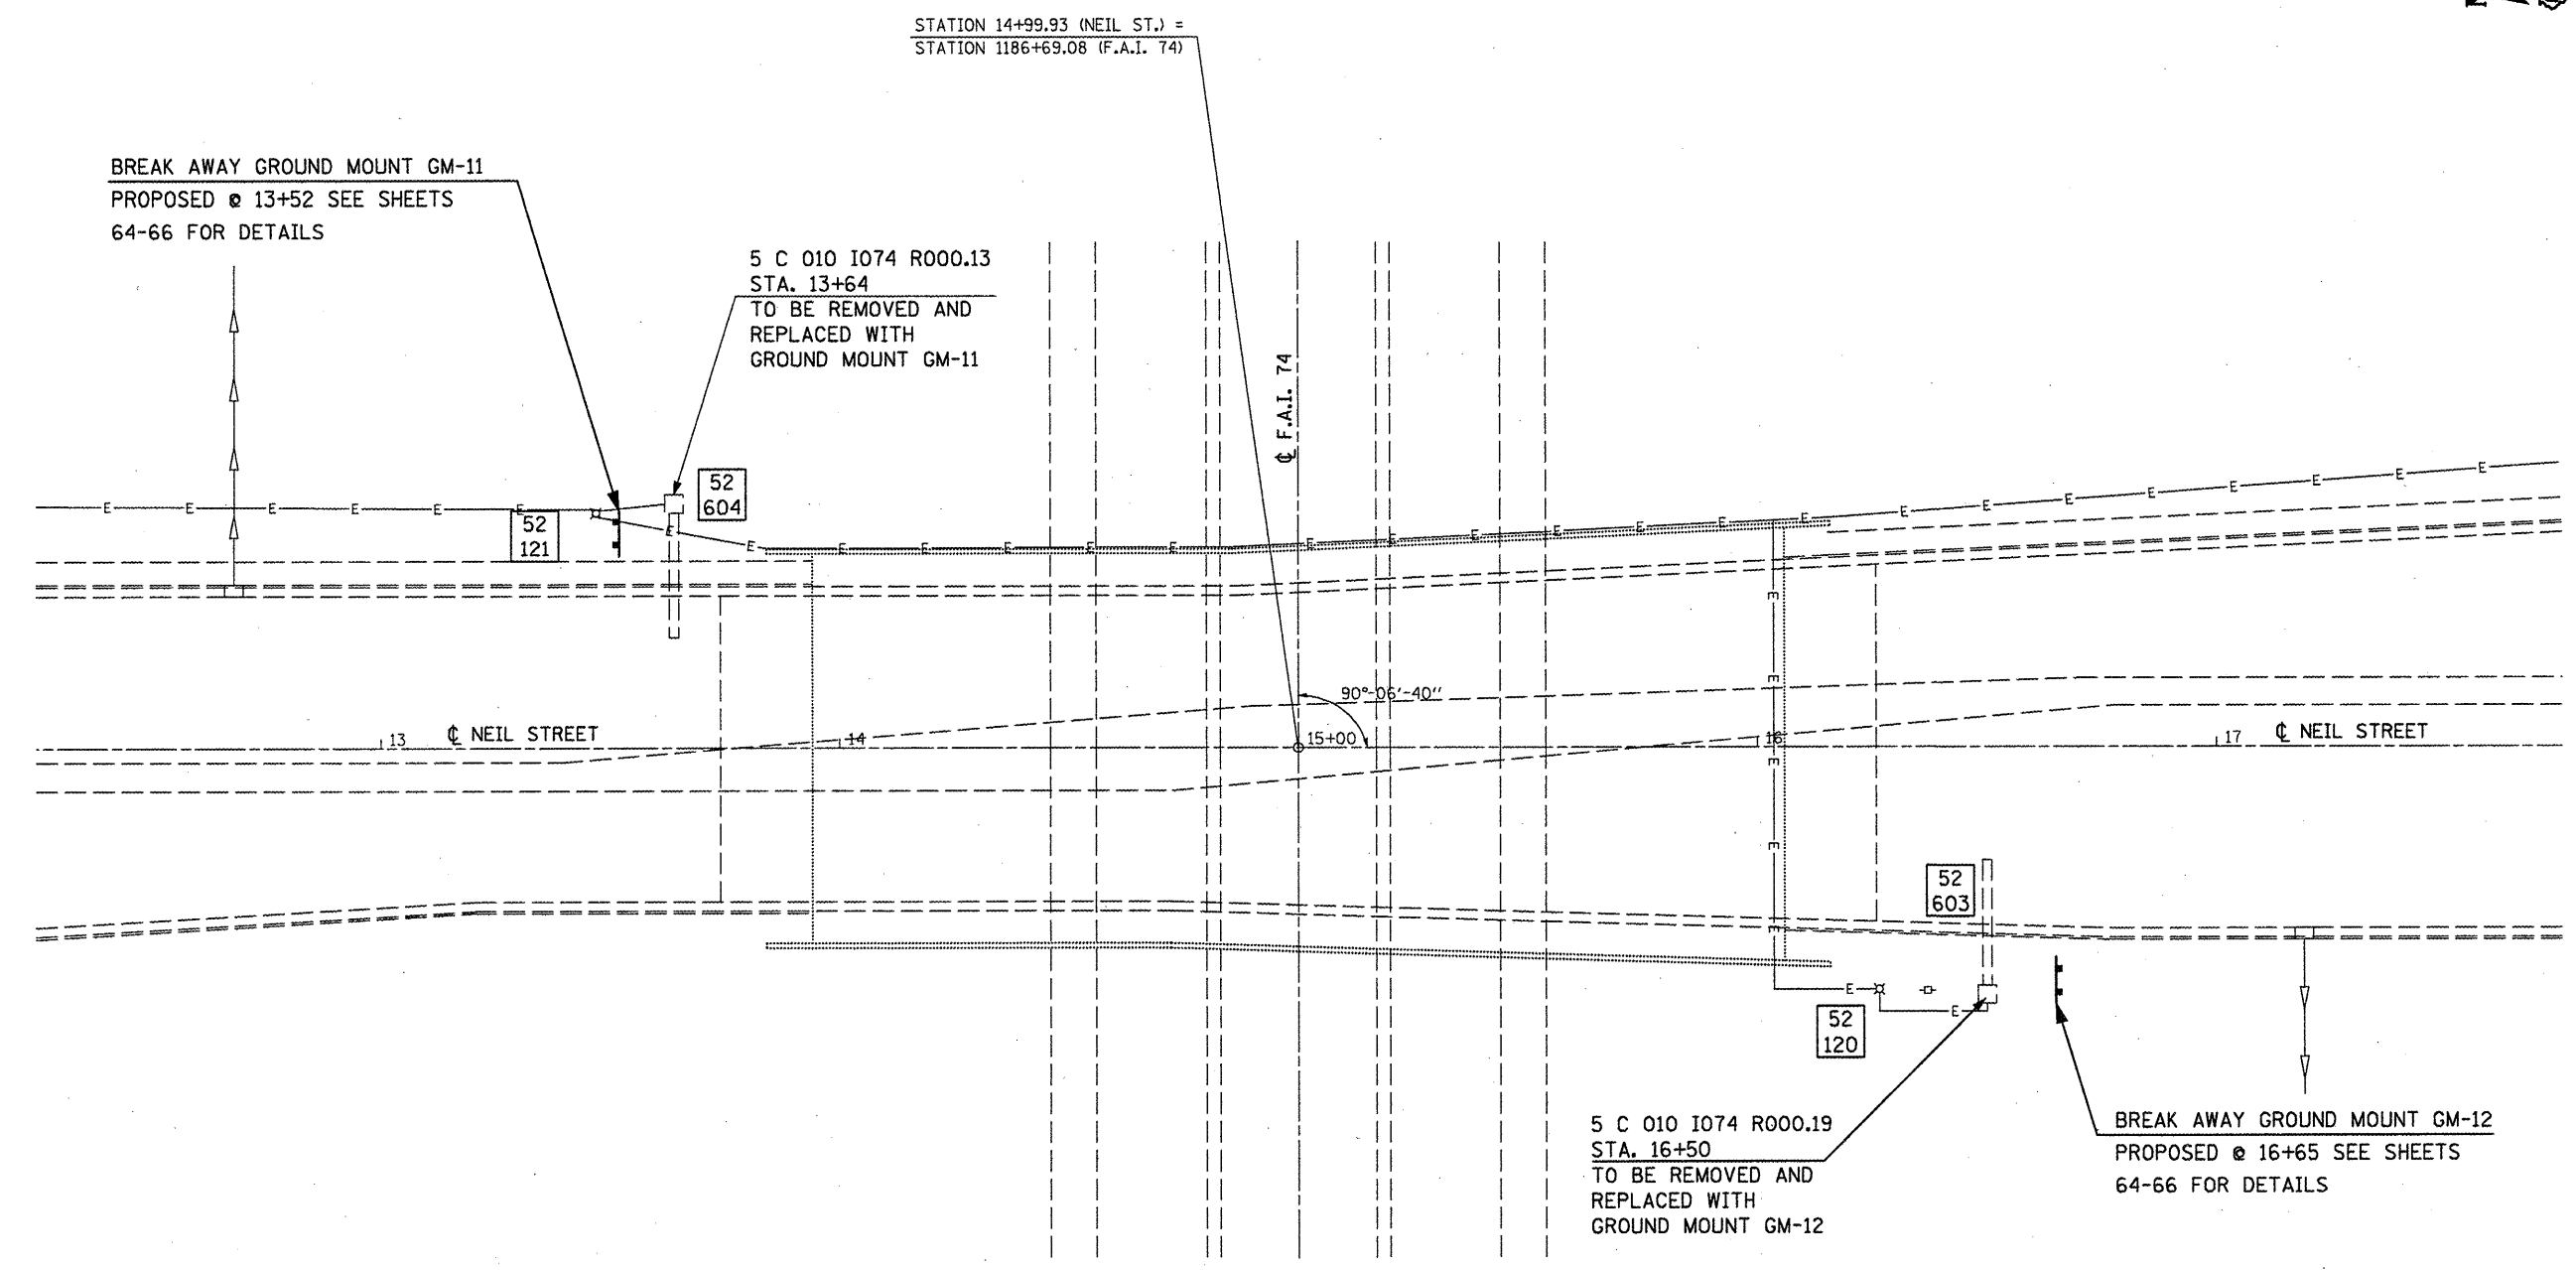 STATION 14+99.93 (NEIL ST.) =
STATION 1186+69.08 (F.A.I. 74)
BREAK AWAY GROUND MOUNT GM-11
PROPOSED @ 13+52 SEE SHEETS
64-66 FOR DETAILS
5 C 010 I074 R000.13
STA. 13+64
TO BE REMOVED AND
REPLACED WITH
GROUND MOUNT GM-11
℄ F.A.I. 74
52
604
52
121
E E E E E E E E E E E E E E E E E E E E E E E E E E E E
90°-06'-40''
13
℄ NEIL STREET
14
15+00
16
17
℄ NEIL STREET
E
E
E
E
E
52
603
E
E
52
120
5 C 010 I074 R000.19
STA. 16+50
TO BE REMOVED AND
REPLACED WITH
GROUND MOUNT GM-12
BREAK AWAY GROUND MOUNT GM-12
PROPOSED @ 16+65 SEE SHEETS
64-66 FOR DETAILS